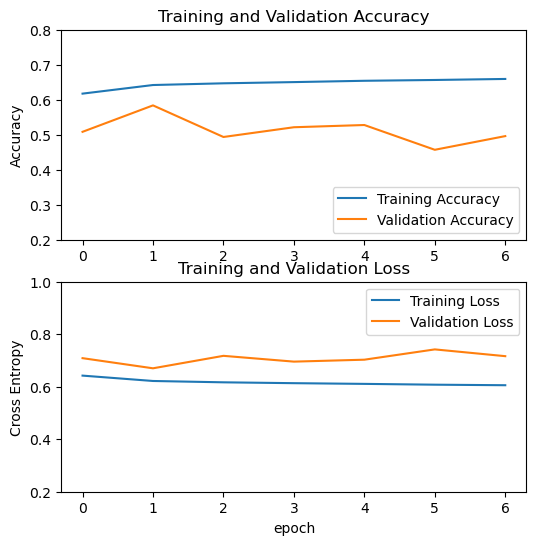 Training and Validation Accuracy
Accuracy
0.8
0.7
0.6
0.5
0.4
0.3
0.2
Training Accuracy
Validation Accuracy
0 1 2 3 4 5 6
Training and Validation Loss
Cross Entropy
1.0
0.8
0.6
0.4
0.2
Training Loss
Validation Loss
0 1 2 3 4 5 6
epoch